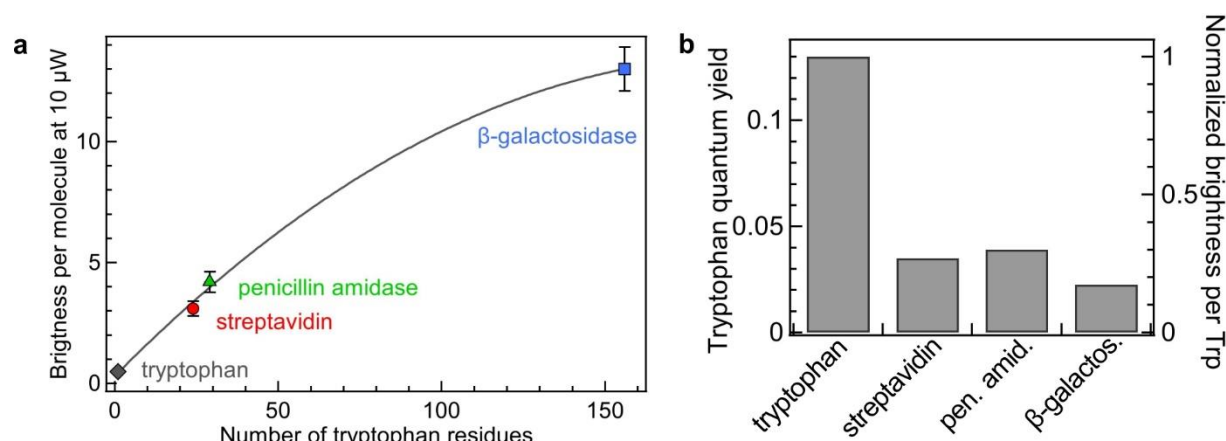 a
Brigtness per molecule at 10 µW
10
5
0
β-galactosidase
penicillin amidase
streptavidin
tryptophan
0
50
100
150
Number of tryptophan residues
b
Tryptophan quantum yield
0.1
0.05
0
1
0.5
0
Normalized brightness per Trp
tryptophan
streptavidin
pen. amid.
β-galactos.